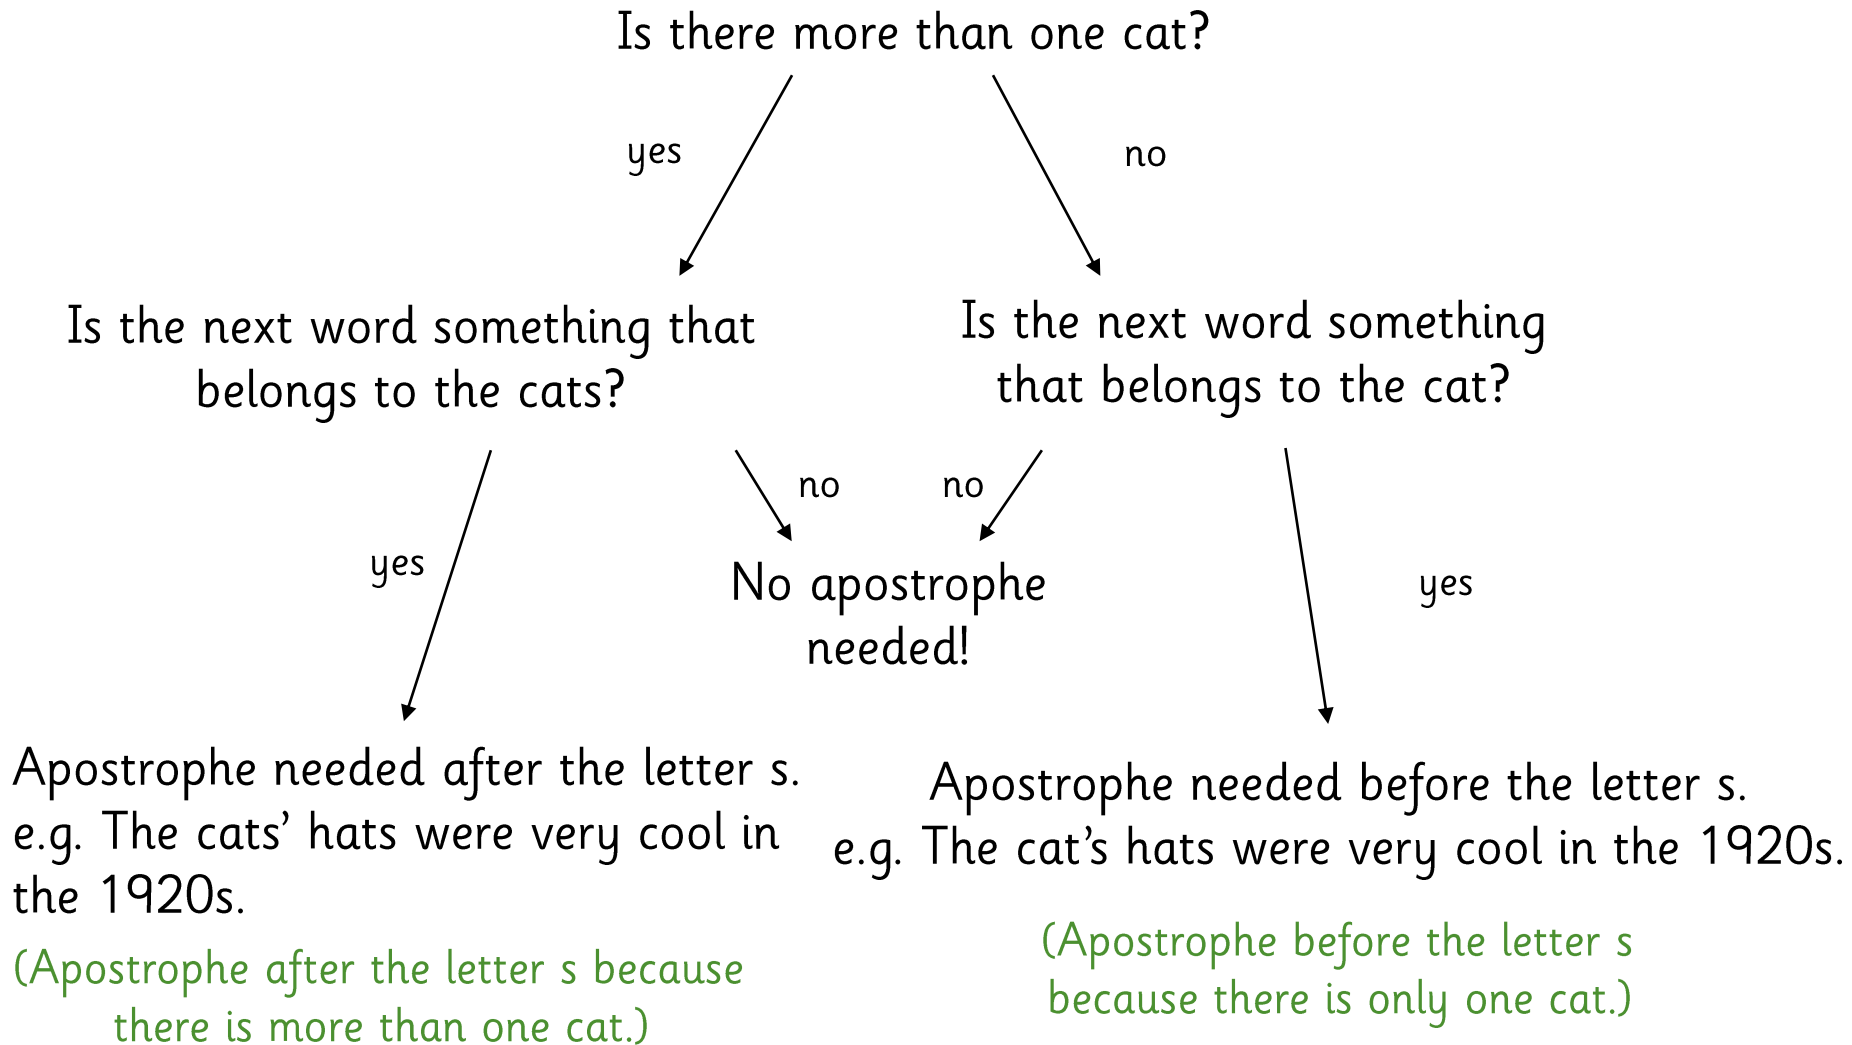 Is there more than one cat?
yes
no
Is the next word something that
belongs to the cats?
Is the next word something
that belongs to the cat?
no
no
yes
yes
No apostrophe
needed!
Apostrophe needed after the letter s.
e.g. The cats’ hats were very cool in
the 1920s.
(Apostrophe after the letter s because
there is more than one cat.)
Apostrophe needed before the letter s.
e.g. The cat’s hats were very cool in the 1920s.
(Apostrophe before the letter s
because there is only one cat.)